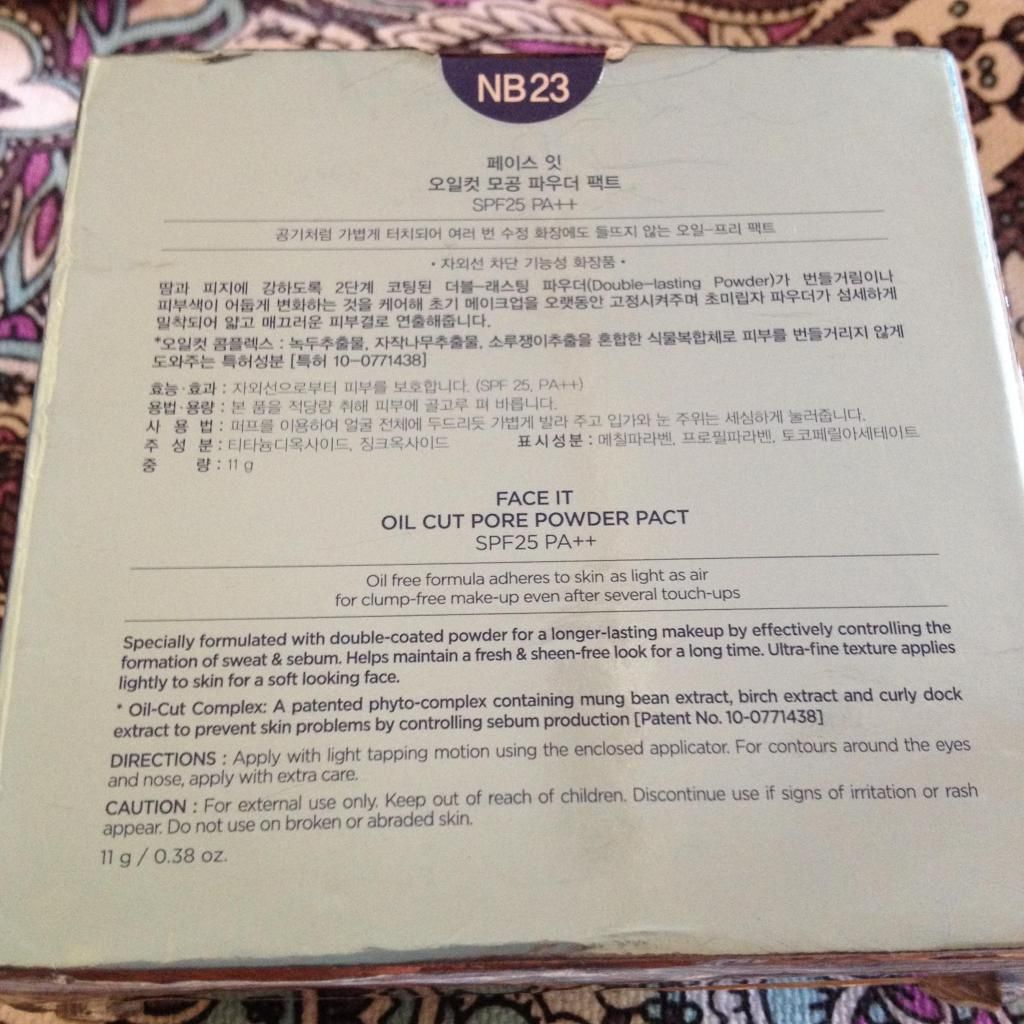 NB23
페이스 잇
오일컷 모공 파우더 팩트
SPF25 PA++
공기처럼 가볍게 터치되어 여러 번 수정 화장에도 들뜨지 않는 오일-프리 팩트
• 자외선 차단 기능성 화장품 •
땀과 피지에 강하도록 2단계 코팅된 더블-래스팅 파우더(Double-lasting Powder)가 번들거림이나
피부색이 어둡게 변화하는 것을 케어해 초기 메이크업을 오랫동안 고정시켜주며 초미립자 파우더가 섬세하게
밀착되어 얇고 매끄러운 피부결로 연출해줍니다.
*오일컷 콤플렉스 : 녹두추출물, 자작나무추출물, 소루쟁이추출을 혼합한 식물복합체로 피부를 번들거리지 않게
도와주는 특허성분 [특허 10-0771438]
효능·효과 : 자외선으로부터 피부를 보호합니다. (SPF 25, PA++)
용법·용량 : 본 품을 적당량 취해 피부에 골고루 펴 바릅니다.
사 용 법 : 퍼프를 이용하여 얼굴 전체에 두드리듯 가볍게 발라 주고 입가와 눈 주위는 세심하게 눌러줍니다.
주 성 분 : 티타늄디옥사이드, 징크옥사이드 표시성분 : 메칠파라벤, 프로필파라벤, 토코페릴아세테이트
중 량 : 11 g
FACE IT
OIL CUT PORE POWDER PACT
SPF25 PA++
Oil free formula adheres to skin as light as air
for clump-free make-up even after several touch-ups
Specially formulated with double-coated powder for a longer-lasting makeup by effectively controlling the
formation of sweat & sebum. Helps maintain a fresh & sheen-free look for a long time. Ultra-fine texture applies
lightly to skin for a soft looking face.
* Oil-Cut Complex: A patented phyto-complex containing mung bean extract, birch extract and curly dock
extract to prevent skin problems by controlling sebum production [Patent No. 10-0771438]
DIRECTIONS : Apply with light tapping motion using the enclosed applicator. For contours around the eyes
and nose, apply with extra care.
CAUTION : For external use only. Keep out of reach of children. Discontinue use if signs of irritation or rash
appear. Do not use on broken or abraded skin.
11 g / 0.38 oz.